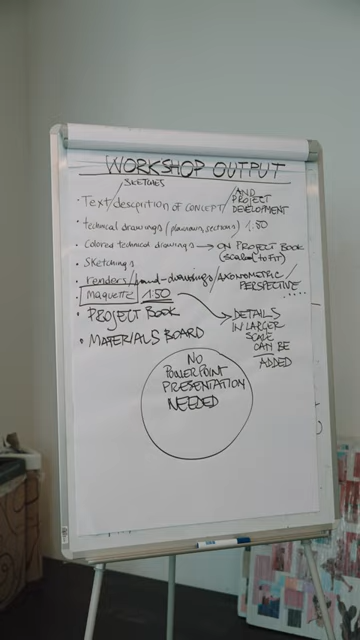 WORKSHOP OUTPUT
SKETCHES
• Text/description of CONCEPT/AND PROJECT DEVELOPMENT
• technical drawings (planimetry, sections) 1:50
• Colored technical drawings → ON PROJECT BOOK
(scaled to FIT)
• Sketchings
• renders/hand-drawings/AXONOMETRIC/
PERSPECTIVE .....
Maquette 1:50
• PROJECT BOOK
DETAILS
IN LARGER
SCALE
CAN BE
ADDED
• MATERIALS BOARD
NO
POWERPOINT
PRESENTATION
NEEDED